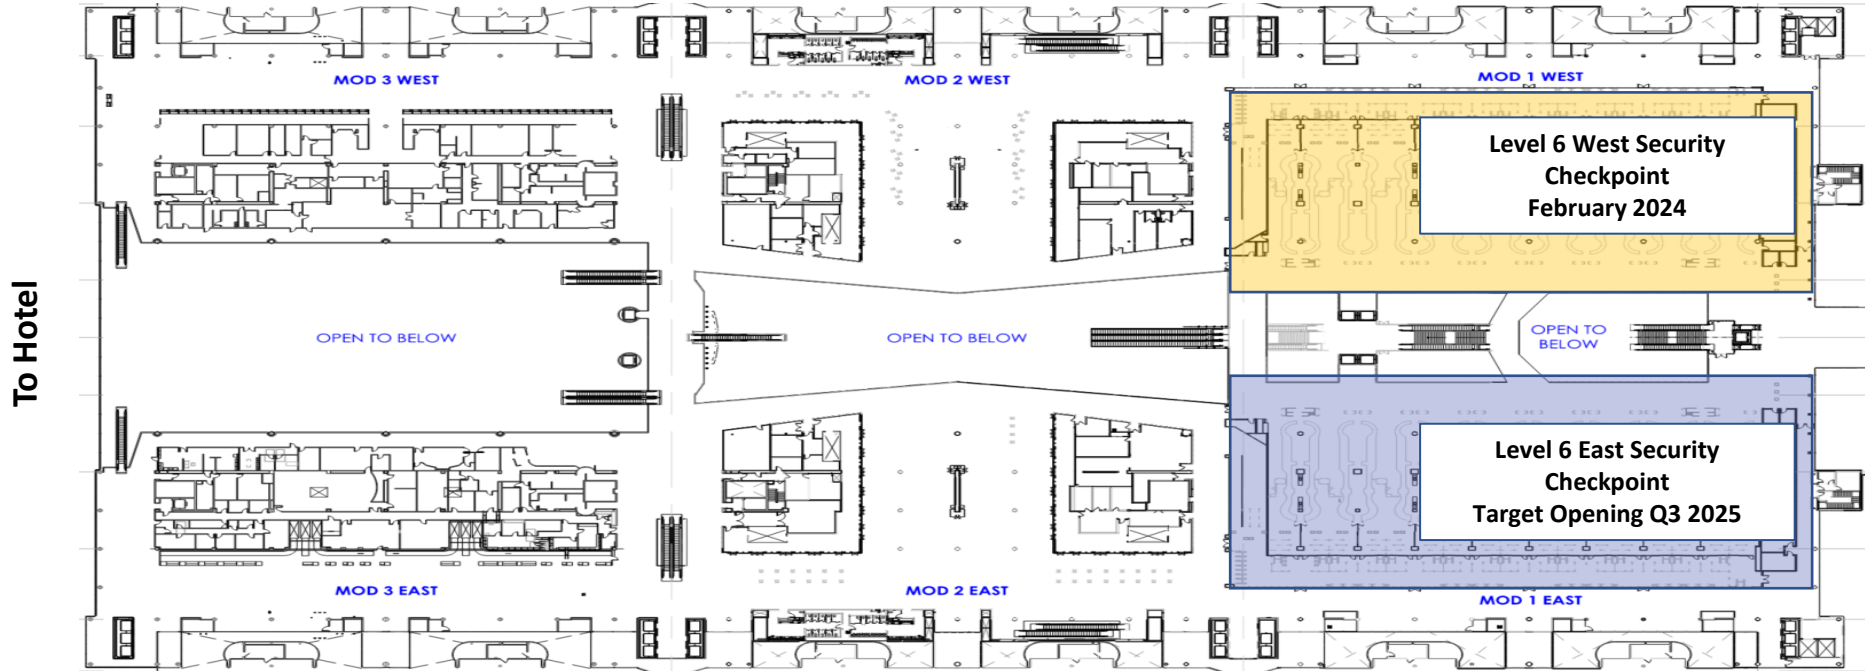 MOD 3 WEST
MOD 2 WEST
MOD 1 WEST
Level 6 West Security
Checkpoint
February 2024
To Hotel
OPEN TO BELOW
OPEN TO BELOW
OPEN TO
BELOW
Level 6 East Security
Checkpoint
Target Opening Q3 2025
MOD 3 EAST
MOD 2 EAST
MOD 1 EAST